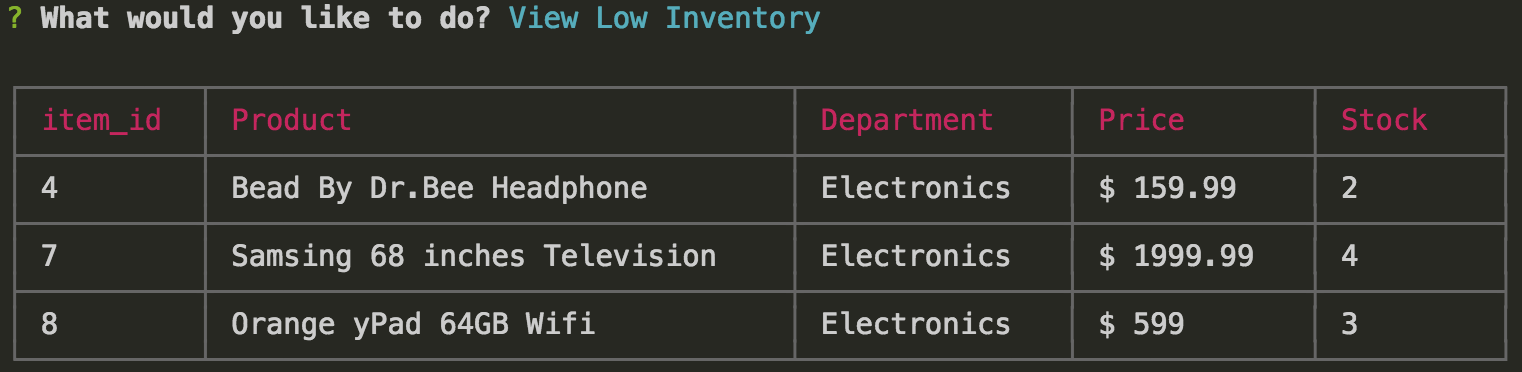 ? What would you like to do? View Low Inventory
item_id Product Department Price Stock
4 Bead By Dr.Bee Headphone Electronics $ 159.99 2
7 Samsing 68 inches Television Electronics $ 1999.99 4
8 Orange yPad 64GB Wifi Electronics $ 599 3